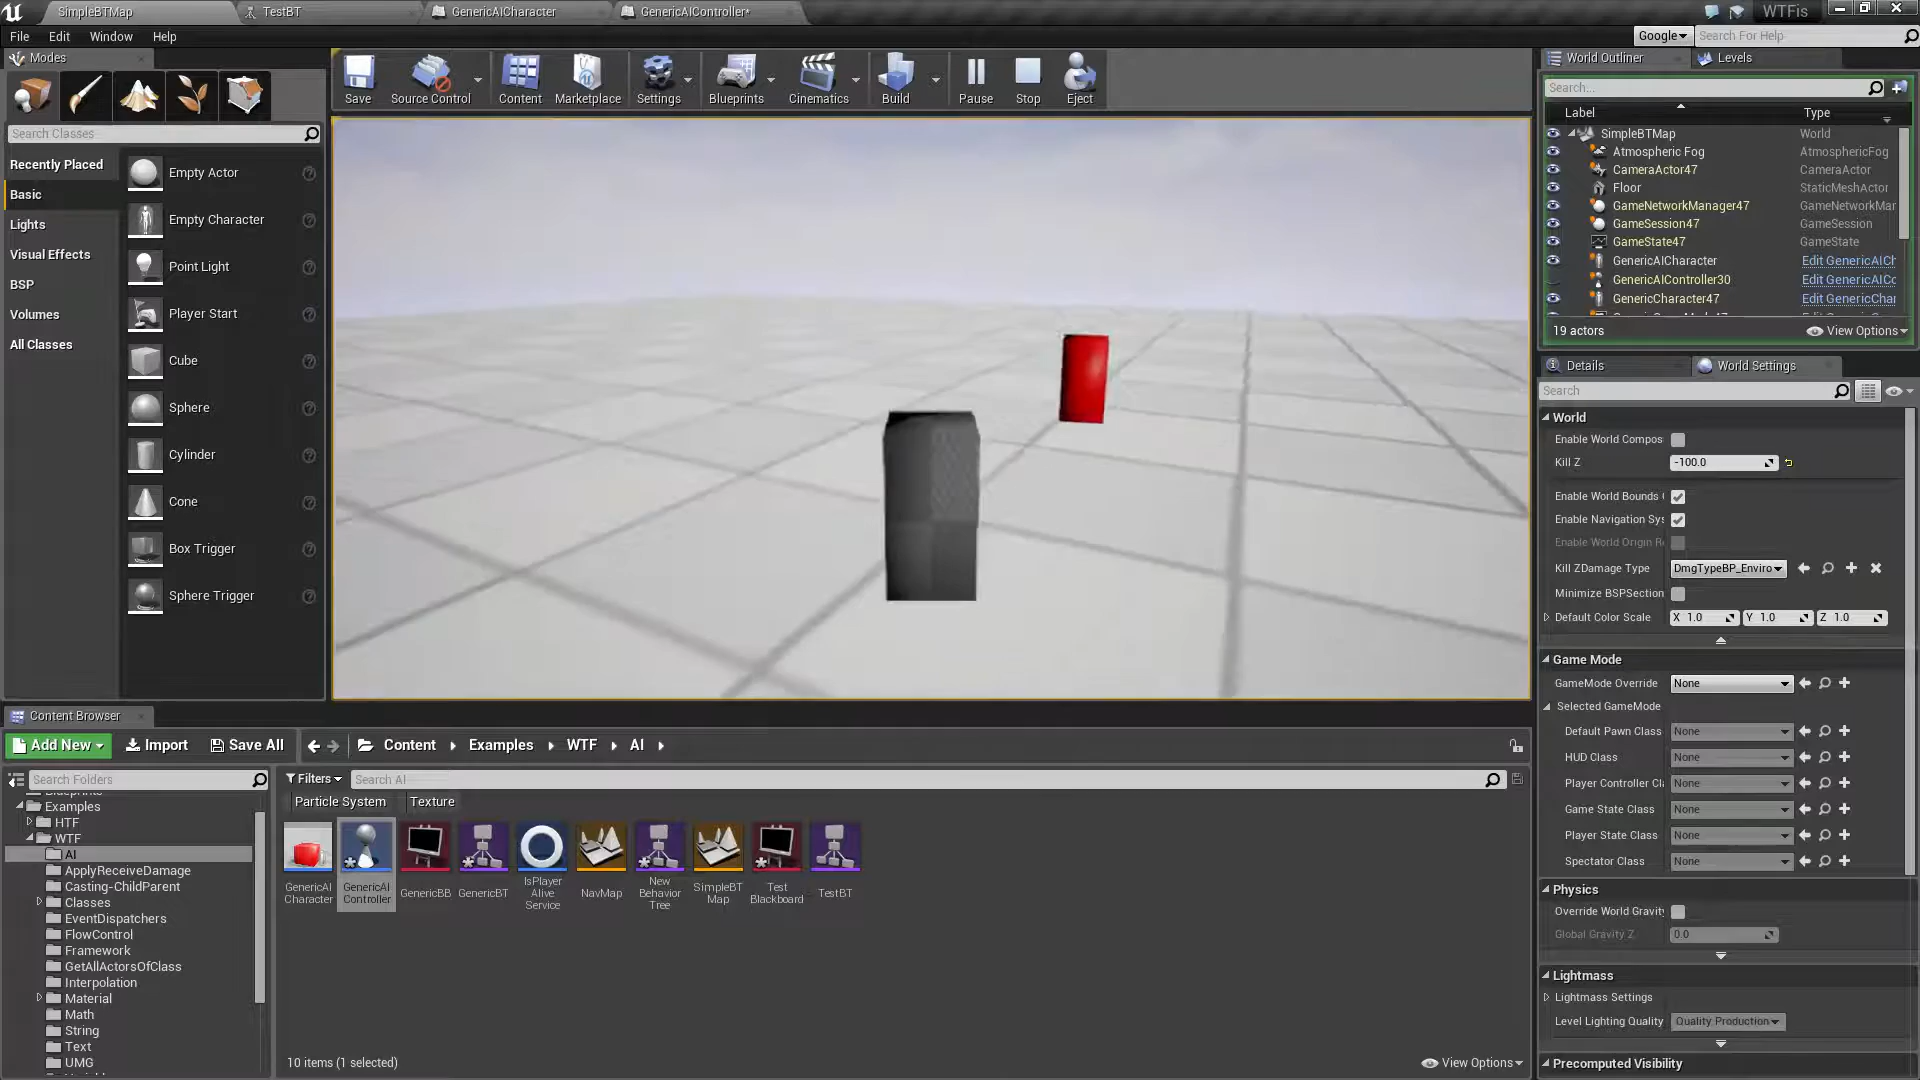 SimpleBTMap
TestBT
GenericAICharacter
GenericAIController*
WTFis
File Edit Window Help
Google
Search For Help
Modes
Search Classes
Recently Placed
Basic
Lights
Visual Effects
BSP
Volumes
All Classes
Empty Actor
Empty Character
Point Light
Player Start
Cube
Sphere
Cylinder
Cone
Box Trigger
Sphere Trigger
Save
Source Control
Content
Marketplace
Settings
Blueprints
Cinematics
Build
Pause
Stop
Eject
World Outliner
Levels
Search...
Label Type
SimpleBTMap World
Atmospheric Fog AtmosphericFog
CameraActor47 CameraActor
Floor StaticMeshActor
GameNetworkManager47 GameNetworkMar
GameSession47 GameSession
GameState47 GameState
GenericAICharacter Edit GenericAICh
GenericAIController30 Edit GenericAICo
GenericCharacter47 Edit GenericChar
19 actors
View Options
Details
World Settings
Search
World
Enable World Compos
Kill Z -100.0
Enable World Bounds
Enable Navigation Sys
Enable World Origin R
Kill ZDamage Type DmgTypeBP_Enviro
Minimize BSPSection
Default Color Scale X 1.0 Y 1.0 Z 1.0
Game Mode
GameMode Override None
Selected GameMode
Default Pawn Class None
HUD Class None
Player Controller Cl None
Game State Class None
Player State Class None
Spectator Class None
Physics
Override World Gravit
Global Gravity Z 0.0
Lightmass
Lightmass Settings
Level Lighting Quality Quality Production
Precomputed Visibility
Content Browser
Add New
Import
Save All
Content
Examples
WTF
AI
Search Folders
Examples
HTF
WTF
AI
ApplyReceiveDamage
Casting-ChildParent
Classes
EventDispatchers
FlowControl
Framework
GetAllActorsOfClass
Interpolation
Material
Math
String
Text
UMG
Filters
Search AI
Particle System
Texture
GenericAI
Character
GenericAI
Controller
GenericBB
GenericBT
IsPlayer
Alive
Service
NavMap
New
Behavior
Tree
SimpleBT
Map
Test
Blackboard
TestBT
10 items (1 selected)
View Options